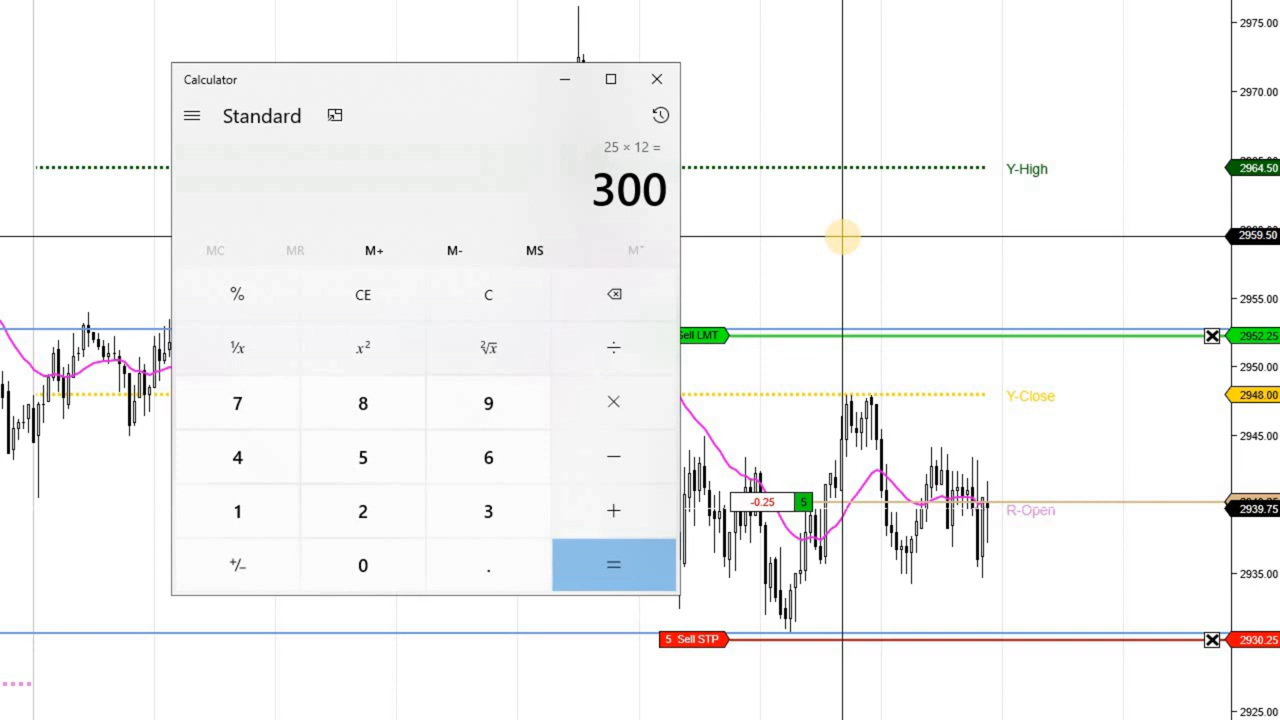 Calculator
Standard
25 × 12 =
300
MC MR M+ M- MS M˅
% CE C
¹/x x² ²√x ÷
7 8 9 ×
4 5 6 −
1 2 3 +
+/− 0 . =
2975.00
2970.00
Y-High
2964.50
2959.50
2955.00
Sell LMT
2952.25
2950.00
Y-Close
2948.00
2945.00
-0.25 5
R-Open
2939.75
2935.00
5 Sell STP
2930.25
2925.00